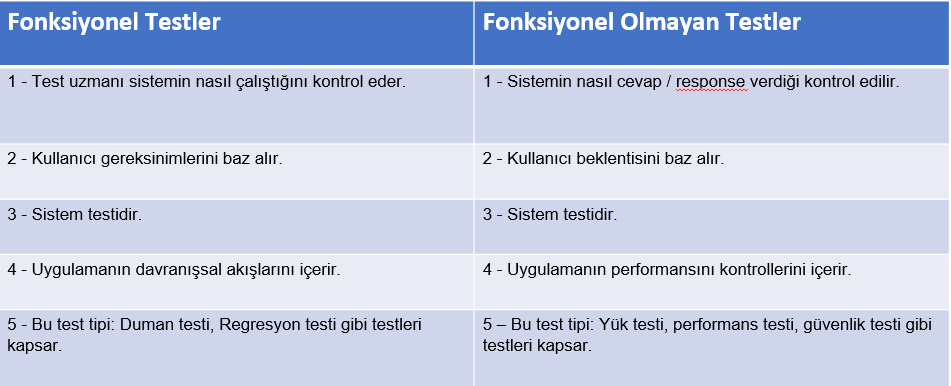 Fonksiyonel Testler
Fonksiyonel Olmayan Testler
1 - Test uzmanı sistemin nasıl çalıştığını kontrol eder.
1 - Sistemin nasıl cevap / response verdiği kontrol edilir.
2 - Kullanıcı gereksinimlerini baz alır.
2 - Kullanıcı beklentisini baz alır.
3 - Sistem testidir.
3 - Sistem testidir.
4 - Uygulamanın davranışsal akışlarını içerir.
4 - Uygulamanın performansını kontrollerini içerir.
5 - Bu test tipi: Duman testi, Regresyon testi gibi testleri
kapsar.
5 – Bu test tipi: Yük testi, performans testi, güvenlik testi gibi
testleri kapsar.